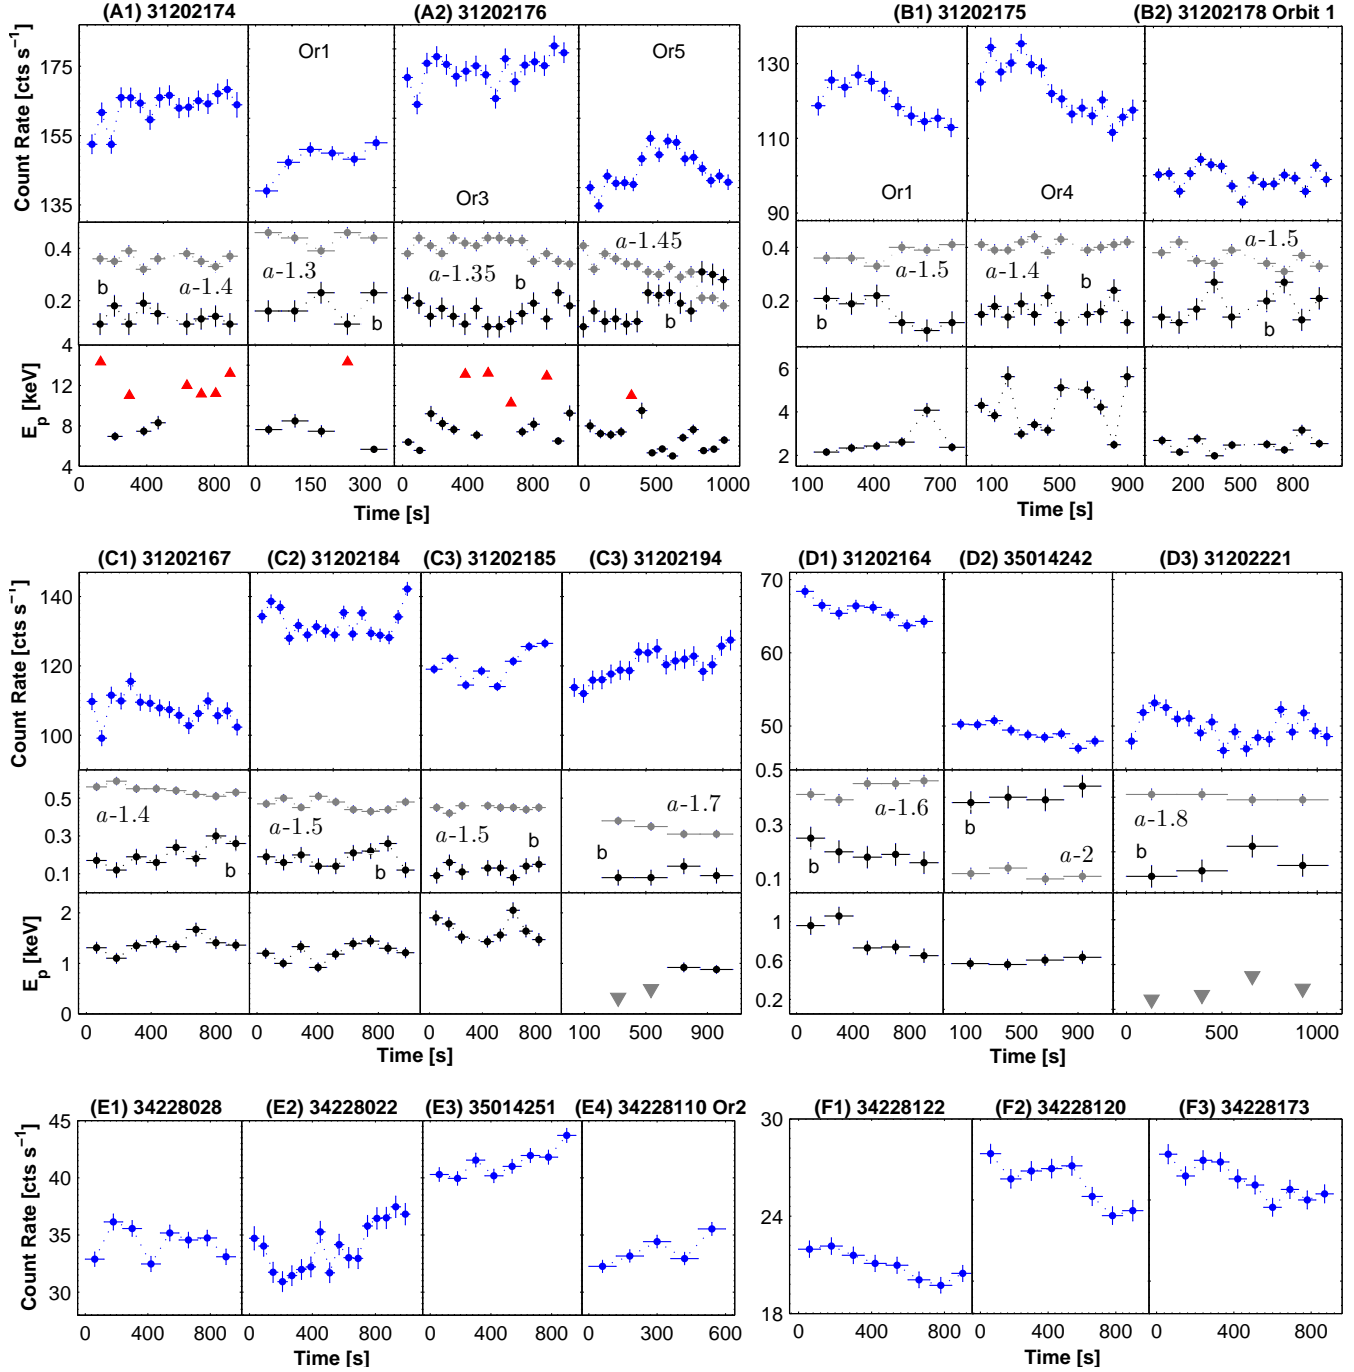 (A1) 31202174
(A2) 31202176
(B1) 31202175
(B2) 31202178 Orbit 1
Count Rate [cts s⁻¹]
175
155
135
Or1
Or3
Or5
130
110
90
Or1
Or4
0.4
0.2
b
a-1.4
a-1.3
b
a-1.35
b
a-1.45
b
0.4
0.2
b
a-1.5
a-1.4
b
a-1.5
b
E_p [keV]
4
12
8
4
6
4
2
0 400 800
0 150 300
0 400 800
0 500 1000
Time [s]
100 400 700
100 500 900
200 500 800
Time [s]
(C1) 31202167
(C2) 31202184
(C3) 31202185
(C3) 31202194
(D1) 31202164
(D2) 35014242
(D3) 31202221
Count Rate [cts s⁻¹]
140
120
100
Count Rate [cts s⁻¹]
70
60
50
0.5
0.3
0.1
a-1.4
b
a-1.5
b
a-1.5
b
a-1.7
b
0.5
0.3
0.1
a-1.6
b
b
a-2
a-1.8
b
E_p [keV]
2
1
0
1
0.6
0.2
0 400 800
0 400 800
0 400 800
100 500 900
Time [s]
0 400 800
100 500 900
0 500 1000
Time [s]
(E1) 34228028
(E2) 34228022
(E3) 35014251
(E4) 34228110 Or2
(F1) 34228122
(F2) 34228120
(F3) 34228173
Count Rate [cts s⁻¹]
45
40
35
30
30
24
18
0 400 800
0 400 800
0 400 800
0 300 600
Time [s]
0 400 800
0 400 800
0 400 800
Time [s]